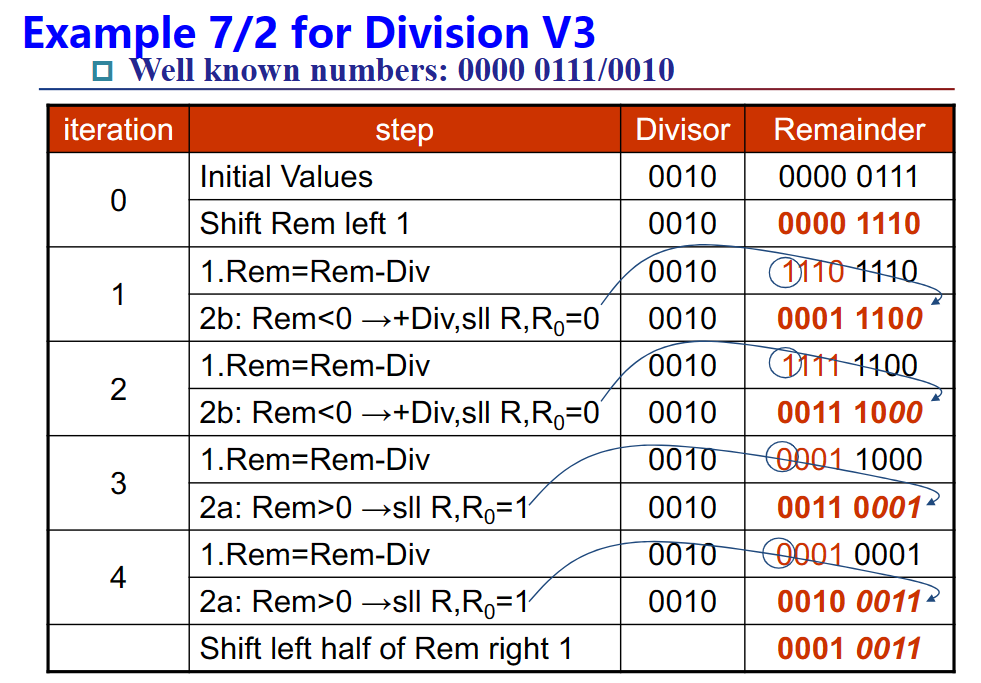 Example 7/2 for Division V3
Well known numbers: 0000 0111/0010
iteration step Divisor Remainder
0
Initial Values 0010 0000 0111
Shift Rem left 1 0010 0000 1110
1
1.Rem=Rem-Div 0010 1110 1110
2b: Rem<0 →+Div,sll R,R₀=0 0010 0001 1100
2
1.Rem=Rem-Div 0010 1111 1100
2b: Rem<0 →+Div,sll R,R₀=0 0010 0011 1000
3
1.Rem=Rem-Div 0010 0001 1000
2a: Rem>0 →sll R,R₀=1 0010 0011 0001
4
1.Rem=Rem-Div 0010 0001 0001
2a: Rem>0 →sll R,R₀=1 0010 0010 0011
Shift left half of Rem right 1 0001 0011